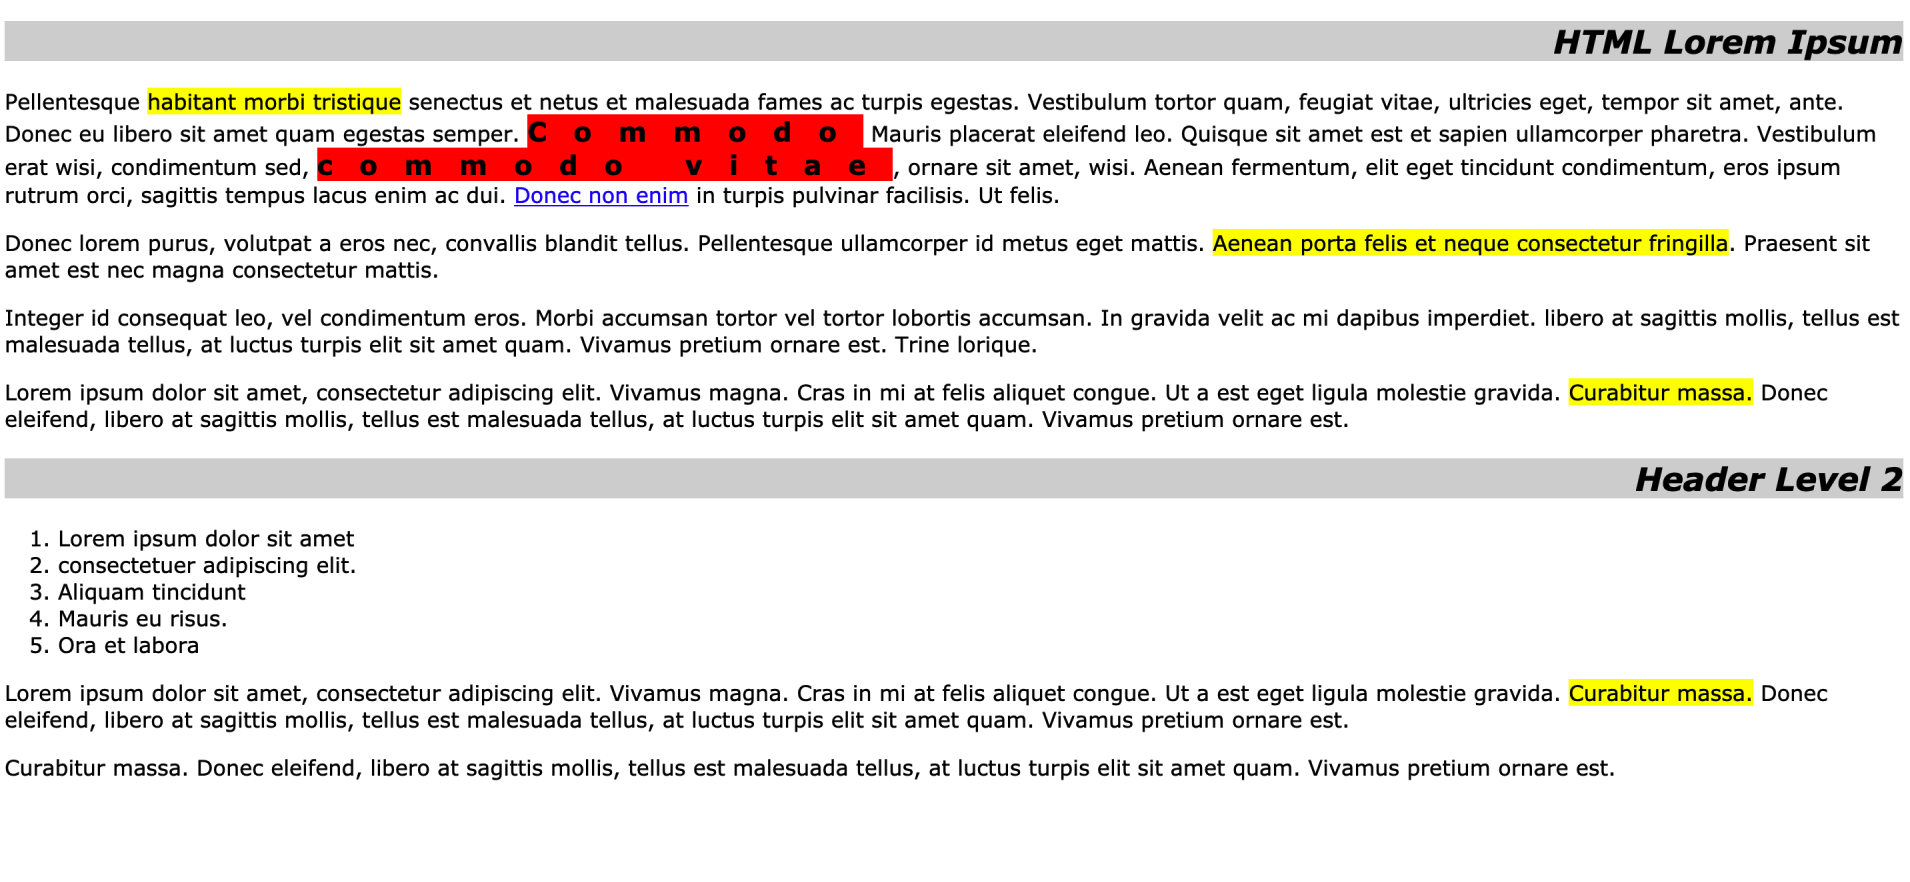 HTML Lorem Ipsum
Pellentesque habitant morbi tristique senectus et netus et malesuada fames ac turpis egestas. Vestibulum tortor quam, feugiat vitae, ultricies eget, tempor sit amet, ante.
Donec eu libero sit amet quam egestas semper. Commodo Mauris placerat eleifend leo. Quisque sit amet est et sapien ullamcorper pharetra. Vestibulum
erat wisi, condimentum sed, commodo vitae, ornare sit amet, wisi. Aenean fermentum, elit eget tincidunt condimentum, eros ipsum
rutrum orci, sagittis tempus lacus enim ac dui. Donec non enim in turpis pulvinar facilisis. Ut felis.
Donec lorem purus, volutpat a eros nec, convallis blandit tellus. Pellentesque ullamcorper id metus eget mattis. Aenean porta felis et neque consectetur fringilla. Praesent sit
amet est nec magna consectetur mattis.
Integer id consequat leo, vel condimentum eros. Morbi accumsan tortor vel tortor lobortis accumsan. In gravida velit ac mi dapibus imperdiet. libero at sagittis mollis, tellus est
malesuada tellus, at luctus turpis elit sit amet quam. Vivamus pretium ornare est. Trine lorique.
Lorem ipsum dolor sit amet, consectetur adipiscing elit. Vivamus magna. Cras in mi at felis aliquet congue. Ut a est eget ligula molestie gravida. Curabitur massa. Donec
eleifend, libero at sagittis mollis, tellus est malesuada tellus, at luctus turpis elit sit amet quam. Vivamus pretium ornare est.
Header Level 2
1. Lorem ipsum dolor sit amet
2. consectetuer adipiscing elit.
3. Aliquam tincidunt
4. Mauris eu risus.
5. Ora et labora
Lorem ipsum dolor sit amet, consectetur adipiscing elit. Vivamus magna. Cras in mi at felis aliquet congue. Ut a est eget ligula molestie gravida. Curabitur massa. Donec
eleifend, libero at sagittis mollis, tellus est malesuada tellus, at luctus turpis elit sit amet quam. Vivamus pretium ornare est.
Curabitur massa. Donec eleifend, libero at sagittis mollis, tellus est malesuada tellus, at luctus turpis elit sit amet quam. Vivamus pretium ornare est.